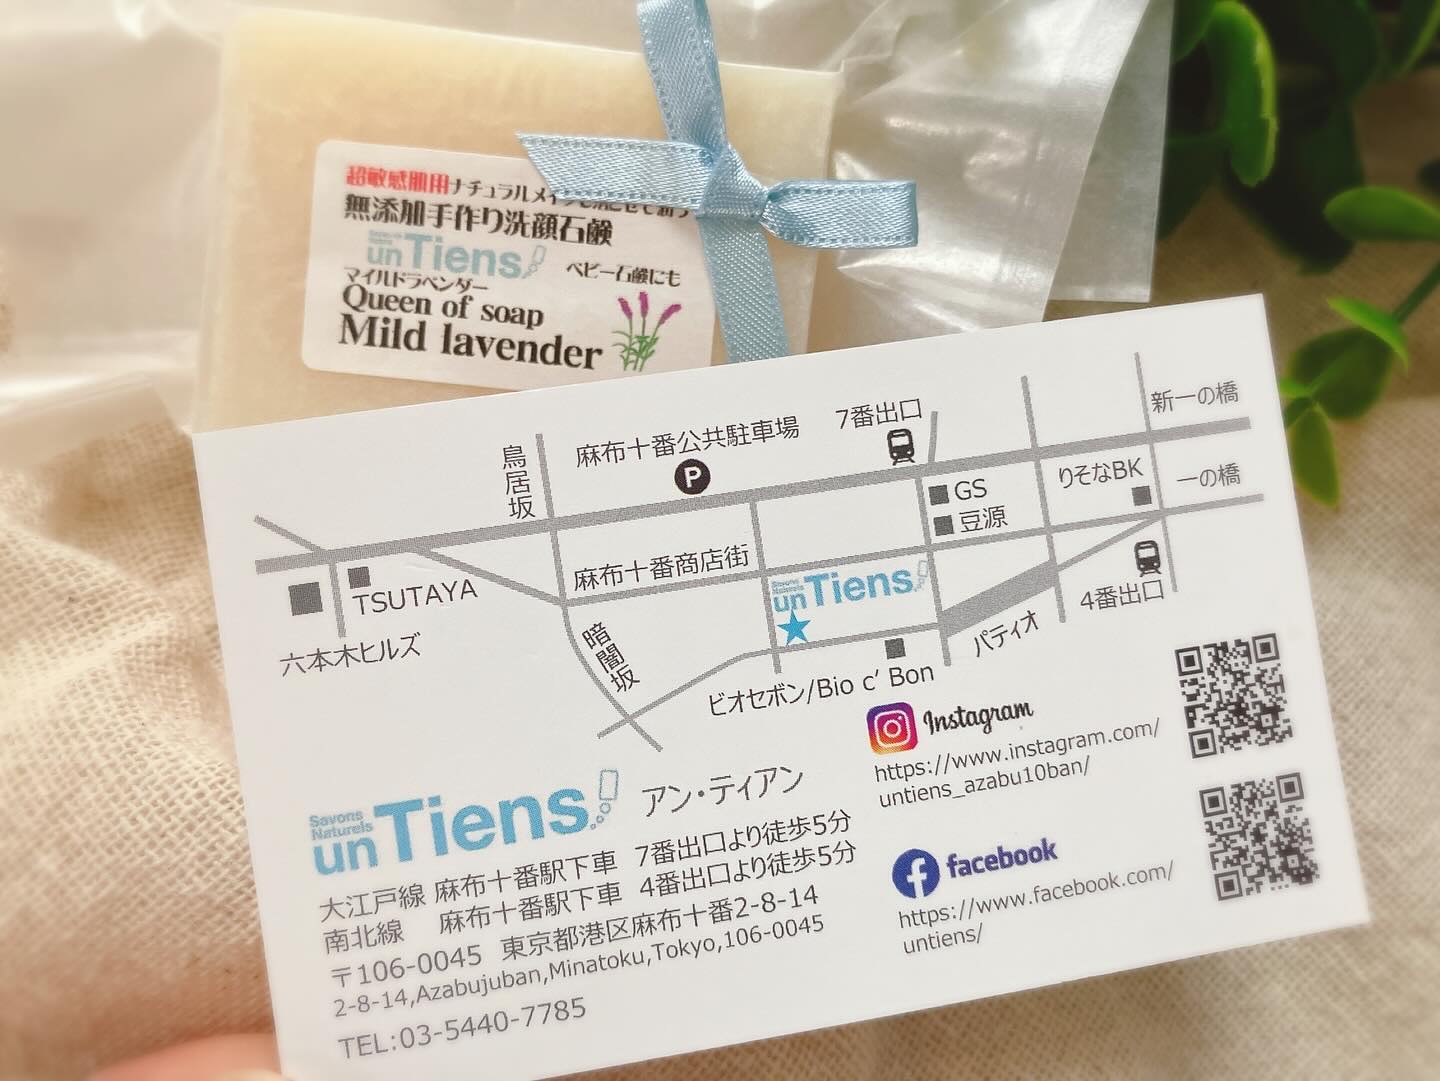 超敏感肌用ナチュラルメイク
無添加手作り洗顔石鹸
unTiens
ベビー石鹸にも
マイルドラベンダー
Queen of soap
Mild lavender
新一の橋
7番出口
麻布十番公共駐車場
P
鳥居坂
りそなBK
一の橋
GS
豆源
麻布十番商店街
TSUTAYA
六本木ヒルズ
Savons
Naturels
unTiens
4番出口
暗闇坂
パティオ
ビオセボン/Bio c' Bon
Instagram
https://www.instagram.com/
untiens_azabu10ban/
Savons
Naturels
unTiens
アン・ティアン
大江戸線 麻布十番駅下車 7番出口より徒歩5分
南北線 麻布十番駅下車 4番出口より徒歩5分
〒106-0045 東京都港区麻布十番2-8-14
2-8-14,Azabujuban,Minatoku,Tokyo,106-0045
TEL:03-5440-7785
facebook
https://www.facebook.com/
untiens/